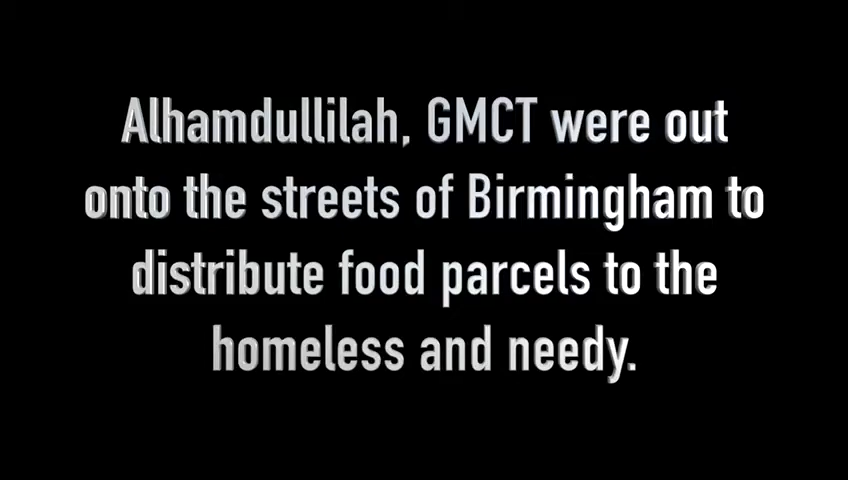 Alhamdullilah, GMCT were out
onto the streets of Birmingham to
distribute food parcels to the
homeless and needy.